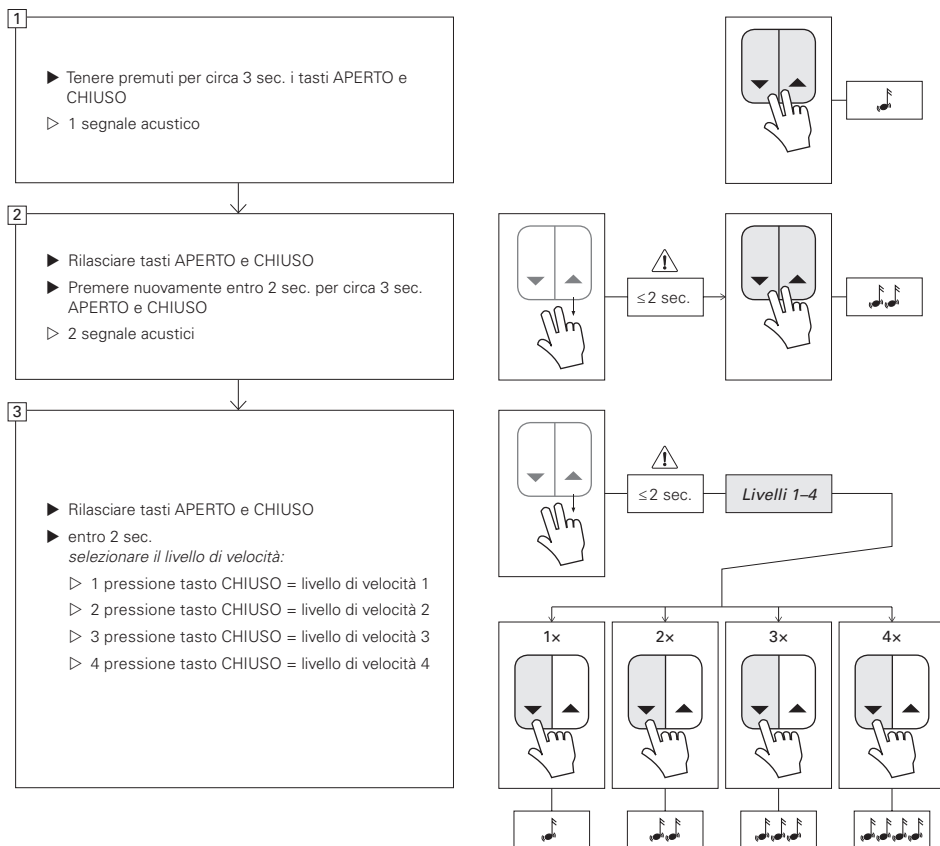 1
▶ Tenere premuti per circa 3 sec. i tasti APERTO e
CHIUSO
▷ 1 segnale acustico
2
▶ Rilasciare tasti APERTO e CHIUSO
▶ Premere nuovamente entro 2 sec. per circa 3 sec.
APERTO e CHIUSO
▷ 2 segnale acustici
≤2 sec.
3
▶ Rilasciare tasti APERTO e CHIUSO
▶ entro 2 sec.
selezionare il livello di velocità:
▷ 1 pressione tasto CHIUSO = livello di velocità 1
▷ 2 pressione tasto CHIUSO = livello di velocità 2
▷ 3 pressione tasto CHIUSO = livello di velocità 3
▷ 4 pressione tasto CHIUSO = livello di velocità 4
≤2 sec.
Livelli 1–4
1×
2×
3×
4×